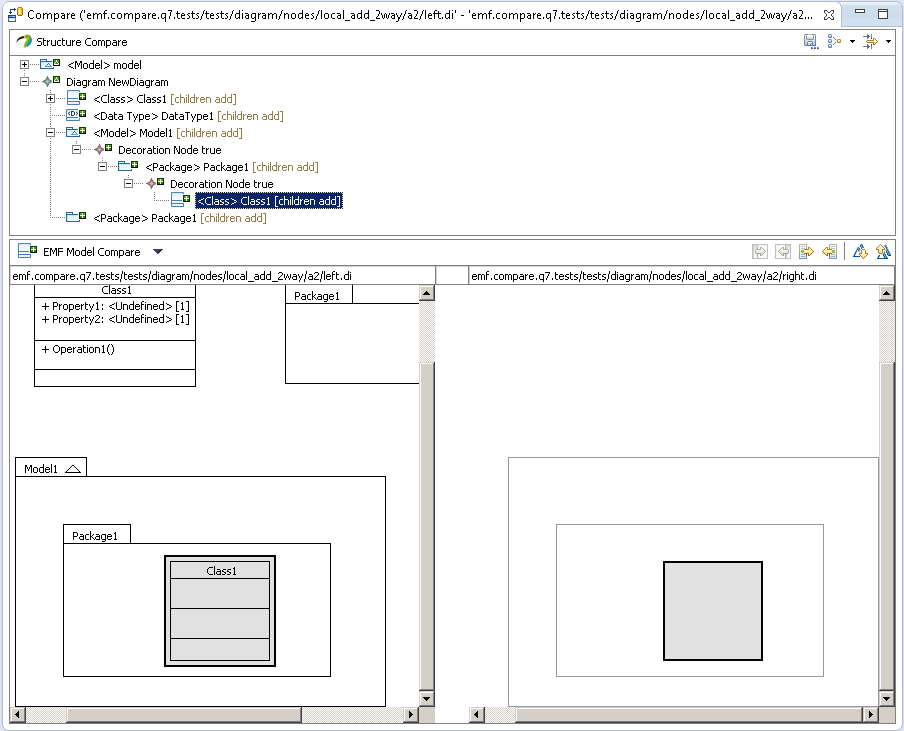 Compare ('emf.compare.q7.tests/tests/diagram/nodes/local_add_2way/a2/left.di' - 'emf.compare.q7.tests/tests/diagram/nodes/local_add_2way/a2...
Structure Compare
<Model> model
Diagram NewDiagram
<Class> Class1 [children add]
<Data Type> DataType1 [children add]
<Model> Model1 [children add]
Decoration Node true
<Package> Package1 [children add]
Decoration Node true
<Class> Class1 [children add]
<Package> Package1 [children add]
EMF Model Compare
emf.compare.q7.tests/tests/diagram/nodes/local_add_2way/a2/left.di
emf.compare.q7.tests/tests/diagram/nodes/local_add_2way/a2/right.di
Class1
+ Property1: <Undefined> [1]
+ Property2: <Undefined> [1]
+ Operation1()
Package1
Model1
Package1
Class1